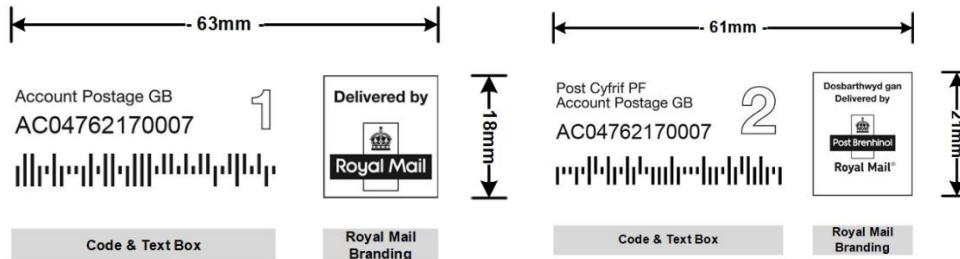 63mm
Account Postage GB
1
AC04762170007
Delivered by
Royal Mail
18mm
Code & Text Box
Royal Mail
Branding
61mm
Post Cyfrif PF
Account Postage GB
2
AC04762170007
Dosbarthwyd gan
Delivered by
Post Brenhinol
Royal Mail®
21mm
Code & Text Box
Royal Mail
Branding